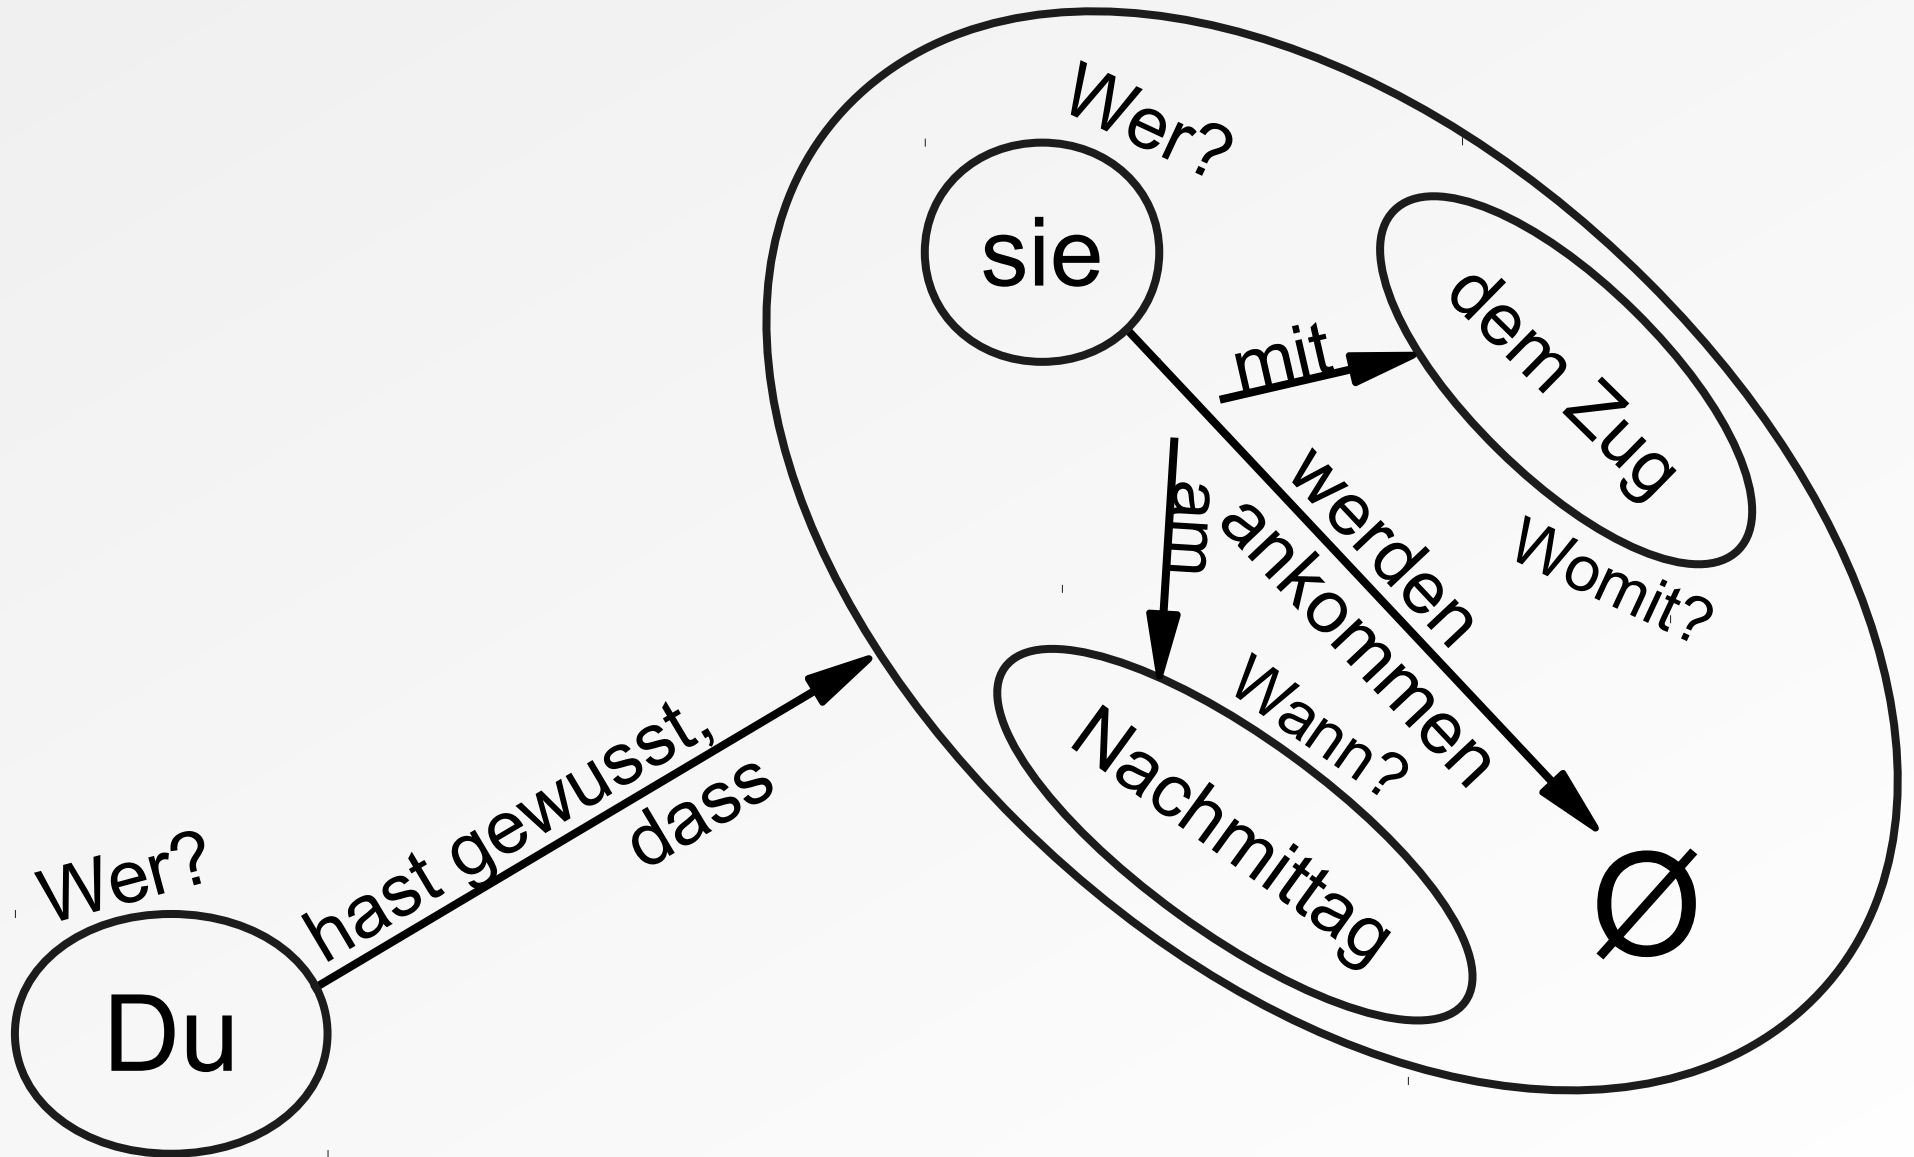 Wer?
Du
hast gewusst,
dass
Wer?
sie
mit
dem Zug
Womit?
am
Nachmittag
Wann?
werden
ankommen
Ø